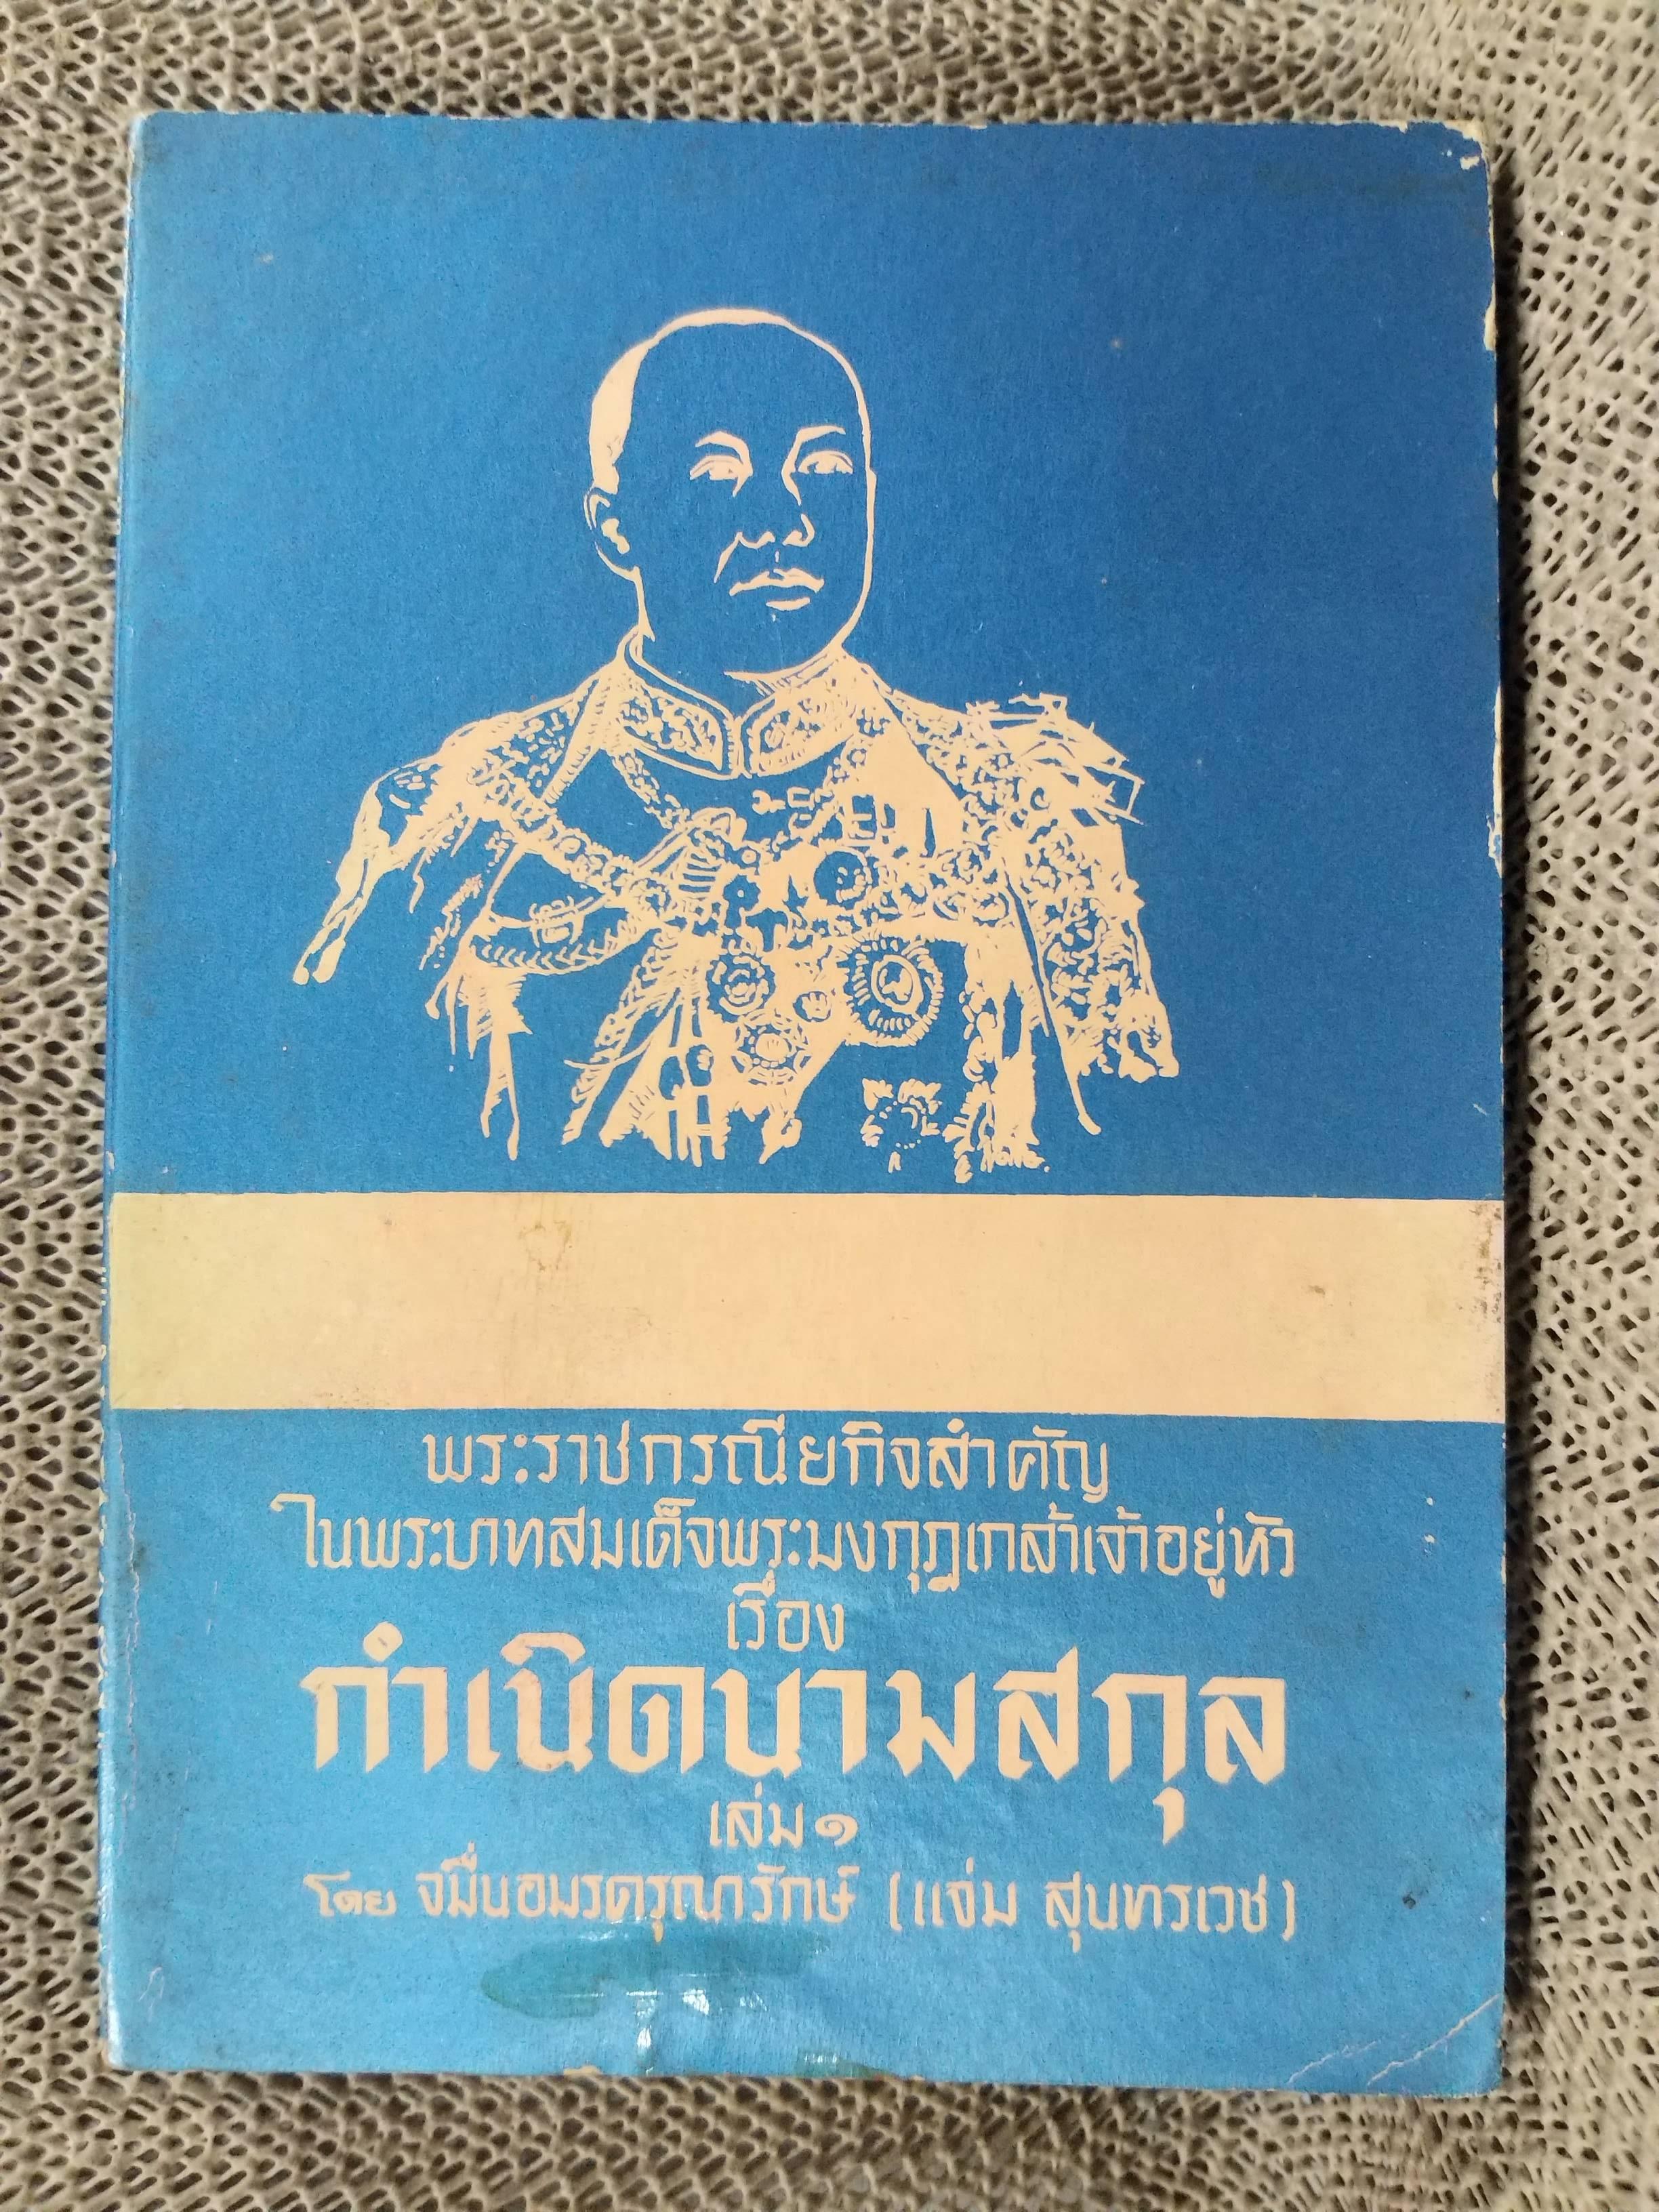 พระราชกรณียกิจสำคัญ
ในพระบาทสมเด็จพระมงกุฎเกล้าเจ้าอยู่หัว
เรื่อง
กำเนิดนามสกุล
เล่ม ๑
โดย จมื่นอมรดรุณารักษ์ (แจ่ม สุนทรเวช)